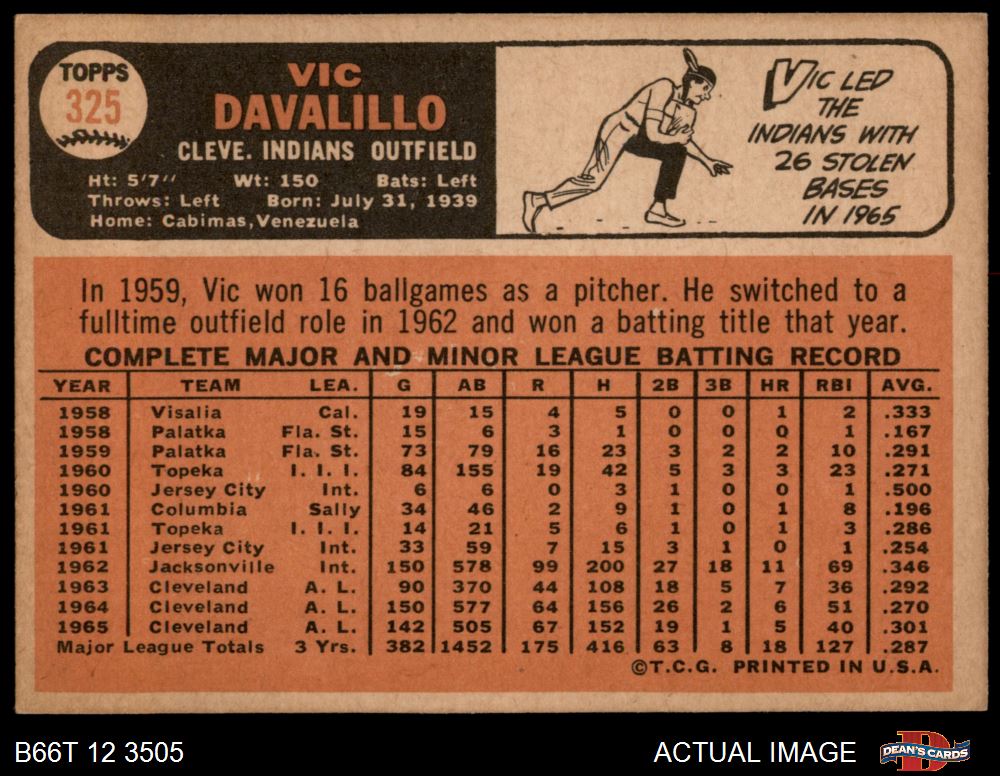 TOPPS
325
VIC
DAVALILLO
CLEVE. INDIANS OUTFIELD
Ht: 5'7" Wt: 150 Bats: Left
Throws: Left Born: July 31, 1939
Home: Cabimas, Venezuela
VIC LED
THE
INDIANS WITH
26 STOLEN
BASES
IN 1965
In 1959, Vic won 16 ballgames as a pitcher. He switched to a
fulltime outfield role in 1962 and won a batting title that year.
COMPLETE MAJOR AND MINOR LEAGUE BATTING RECORD
YEAR TEAM LEA. G AB R H 2B 3B HR RBI AVG.
1958 Visalia Cal. 19 15 4 5 0 0 1 2 .333
1958 Palatka Fla. St. 15 6 3 1 0 0 0 1 .167
1959 Palatka Fla. St. 73 79 16 23 3 2 2 10 .291
1960 Topeka I. I. I. 84 155 19 42 5 3 3 23 .271
1960 Jersey City Int. 6 6 0 3 1 0 0 1 .500
1961 Columbia Sally 34 46 2 9 1 0 1 8 .196
1961 Topeka I. I. I. 14 21 5 6 1 0 1 3 .286
1961 Jersey City Int. 33 59 7 15 3 1 0 1 .254
1962 Jacksonville Int. 150 578 99 200 27 18 11 69 .346
1963 Cleveland A. L. 90 370 44 108 18 5 7 36 .292
1964 Cleveland A. L. 150 577 64 156 26 2 6 51 .270
1965 Cleveland A. L. 142 505 67 152 19 1 5 40 .301
Major League Totals 3 Yrs. 382 1452 175 416 63 8 18 127 .287
©T.C.G. PRINTED IN U.S.A.
B66T 12 3505
ACTUAL IMAGE
D
DEAN'S CARDS